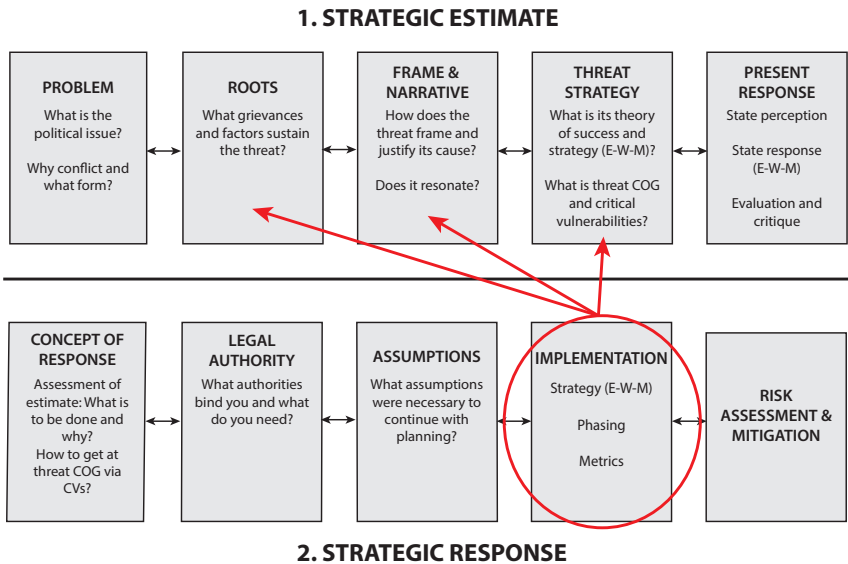 1. STRATEGIC ESTIMATE
PROBLEM
What is the
political issue?
Why conflict and
what form?
ROOTS
What grievances
and factors sustain
the threat?
FRAME &
NARRATIVE
How does the
threat frame and
justify its cause?
Does it resonate?
THREAT
STRATEGY
What is its theory
of success and
strategy (E-W-M)?
What is threat COG
and critical
vulnerabilities?
PRESENT
RESPONSE
State perception
State response
(E-W-M)
Evaluation and
critique
CONCEPT OF
RESPONSE
Assessment of
estimate: What is
to be done and
why?
How to get at
threat COG via
CVs?
LEGAL
AUTHORITY
What authorities
bind you and what
do you need?
ASSUMPTIONS
What assumptions
were necessary to
continue with
planning?
IMPLEMENTATION
Strategy (E-W-M)
Phasing
Metrics
RISK
ASSESSMENT &
MITIGATION
2. STRATEGIC RESPONSE